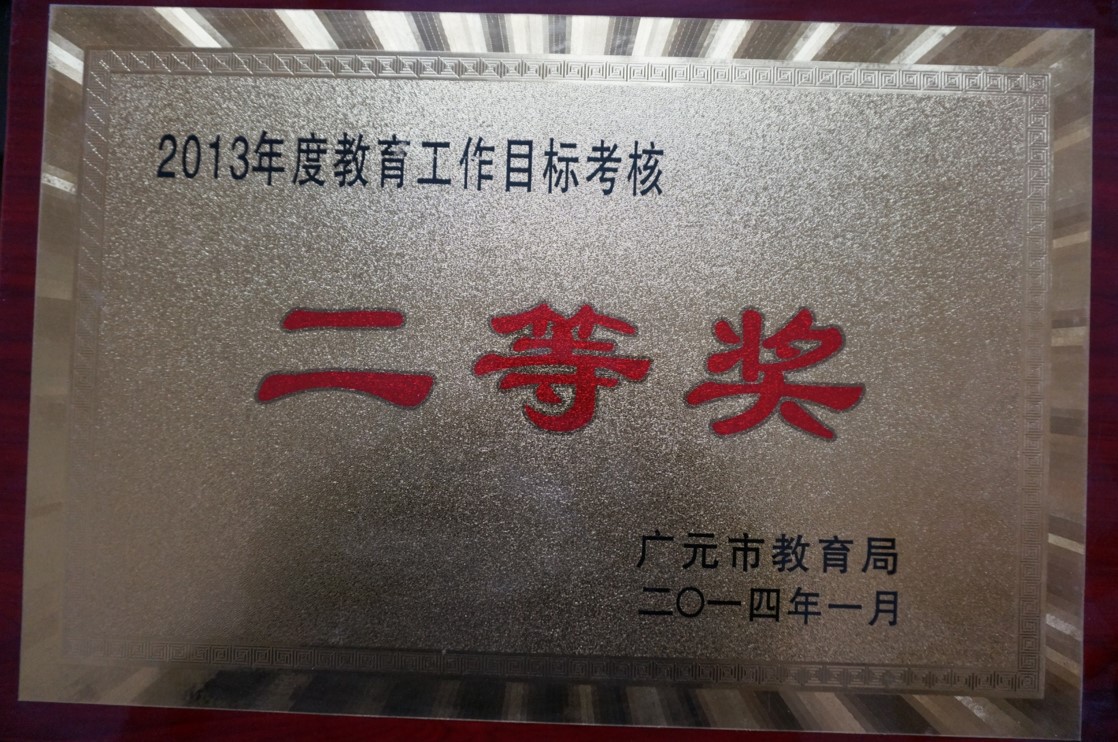 2013年度教育工作目标考核
二等奖
广元市教育局
二〇一四年一月